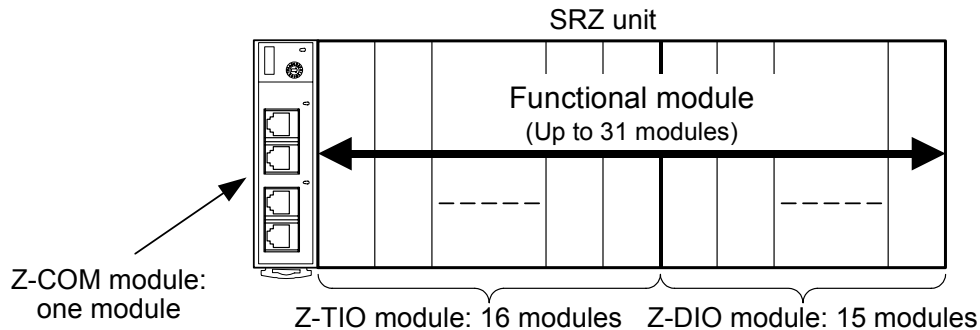 SRZ unit
Functional module
(Up to 31 modules)
Z-COM module:
one module
Z-TIO module: 16 modules
Z-DIO module: 15 modules